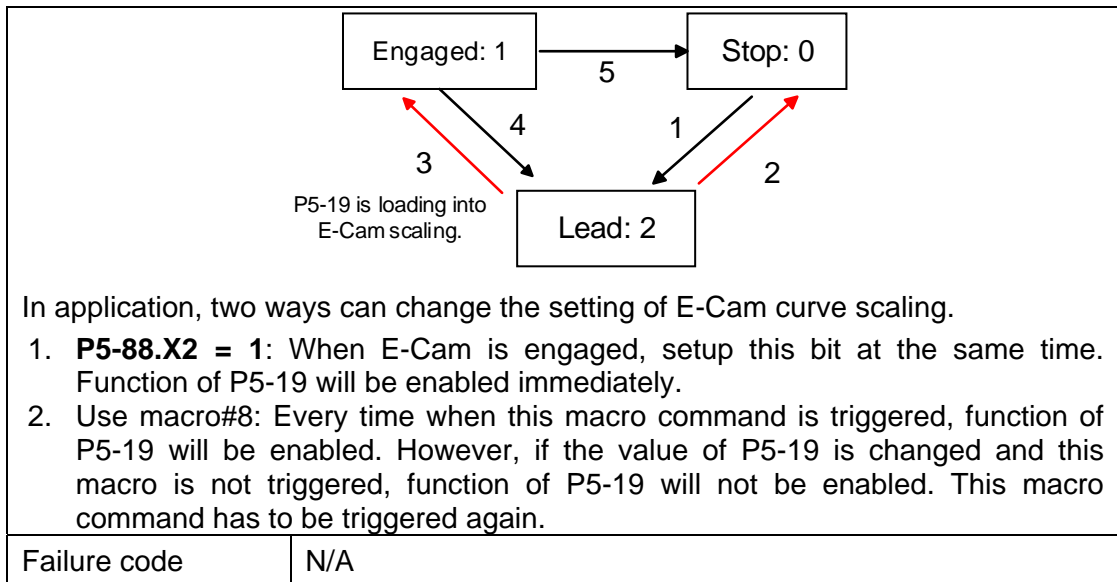 Engaged: 1
Stop: 0
5
4
1
3
2
P5-19 is loading into
E-Cam scaling.
Lead: 2
In application, two ways can change the setting of E-Cam curve scaling.
1. P5-88.X2 = 1: When E-Cam is engaged, setup this bit at the same time.
Function of P5-19 will be enabled immediately.
2. Use macro#8: Every time when this macro command is triggered, function of
P5-19 will be enabled. However, if the value of P5-19 is changed and this
macro is not triggered, function of P5-19 will not be enabled. This macro
command has to be triggered again.
Failure code N/A